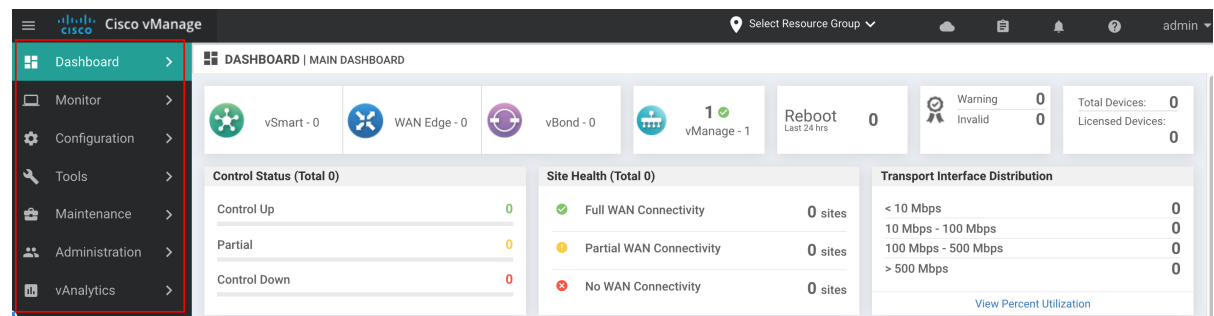 CISCO Cisco vManage Select Resource Group admin
Dashboard
Monitor
Configuration
Tools
Maintenance
Administration
vAnalytics
DASHBOARD | MAIN DASHBOARD
vSmart - 0
WAN Edge - 0
vBond - 0
1
vManage - 1
Reboot 0
Last 24 hrs
Warning 0
Invalid 0
Total Devices: 0
Licensed Devices:
0
Control Status (Total 0)
Control Up 0
Partial 0
Control Down 0
Site Health (Total 0)
Full WAN Connectivity 0 sites
Partial WAN Connectivity 0 sites
No WAN Connectivity 0 sites
Transport Interface Distribution
< 10 Mbps 0
10 Mbps - 100 Mbps 0
100 Mbps - 500 Mbps 0
> 500 Mbps 0
View Percent Utilization